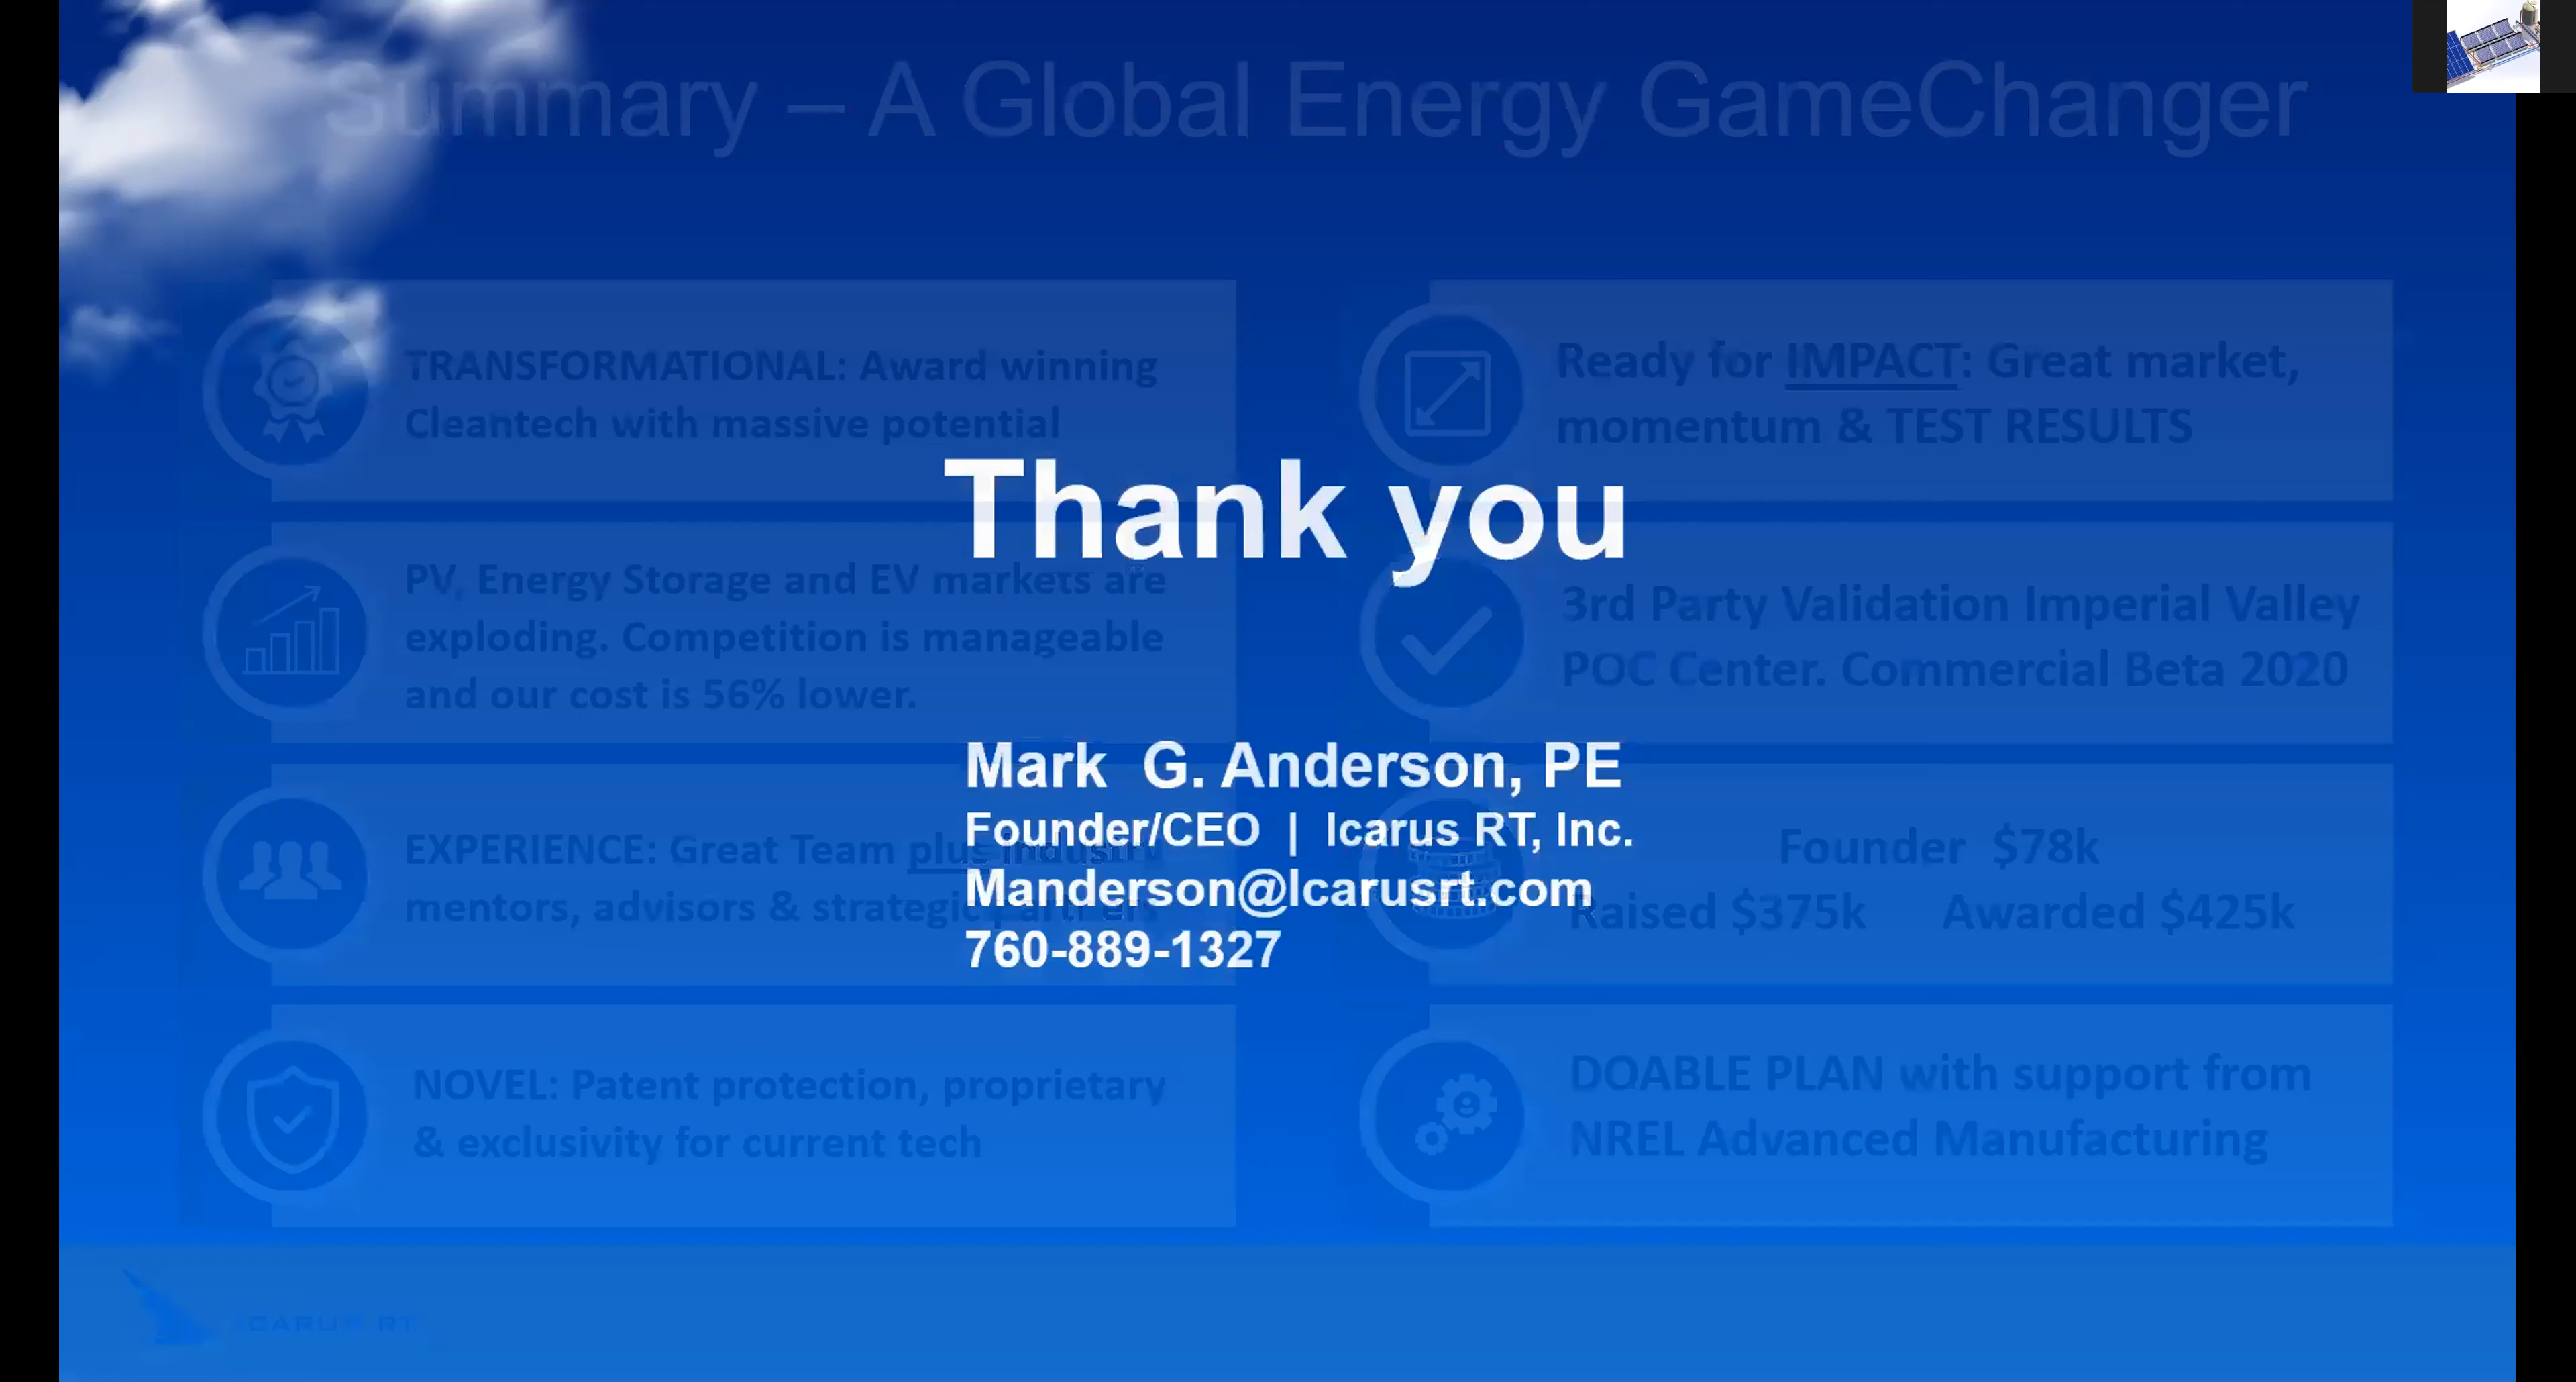 Summary – A Global Energy GameChanger
TRANSFORMATIONAL: Award winning
Cleantech with massive potential
Ready for IMPACT: Great market,
momentum & TEST RESULTS
Thank you
PV, Energy Storage and EV markets are
exploding. Competition is manageable
and our cost is 56% lower.
3rd Party Validation Imperial Valley
POC Center. Commercial Beta 2020
Mark G. Anderson, PE
Founder/CEO | Icarus RT, Inc.
Manderson@Icarusrt.com
760-889-1327
EXPERIENCE: Great Team plus industry
mentors, advisors & strategic partners
Founder $78k
Raised $375k Awarded $425k
NOVEL: Patent protection, proprietary
& exclusivity for current tech
DOABLE PLAN with support from
NREL Advanced Manufacturing
ICARUS RT